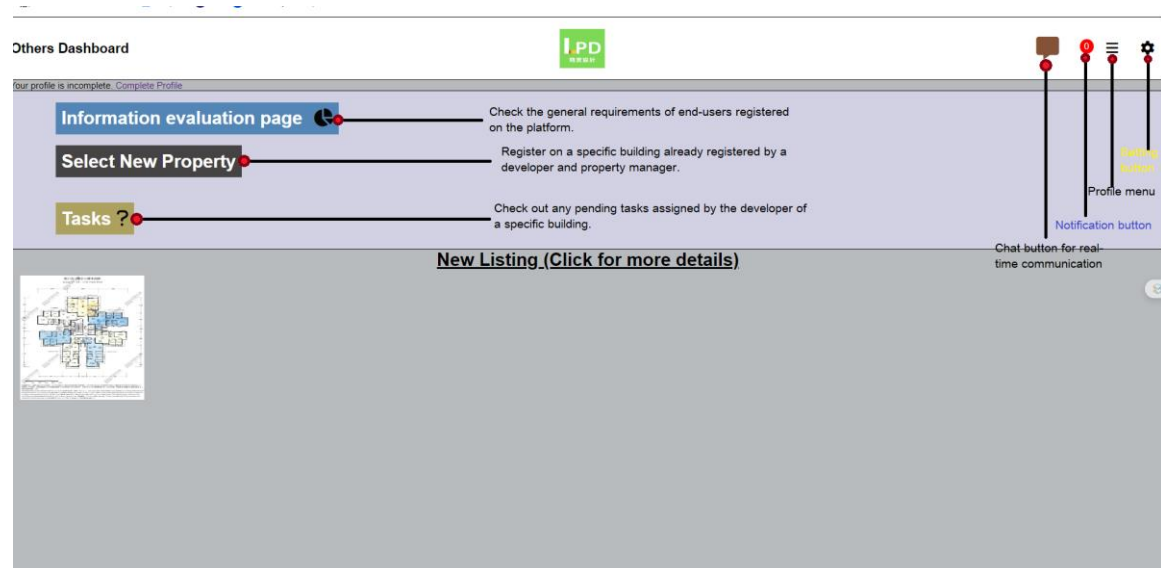 Others Dashboard
LPD
0
Your profile is incomplete. Complete Profile
Information evaluation page
Check the general requirements of end-users registered
on the platform.
Select New Property
Register on a specific building already registered by a
developer and property manager.
Setting
button
Profile menu
Tasks ?
Check out any pending tasks assigned by the developer of
a specific building.
Notification button
Chat button for real-
time communication
New Listing (Click for more details)